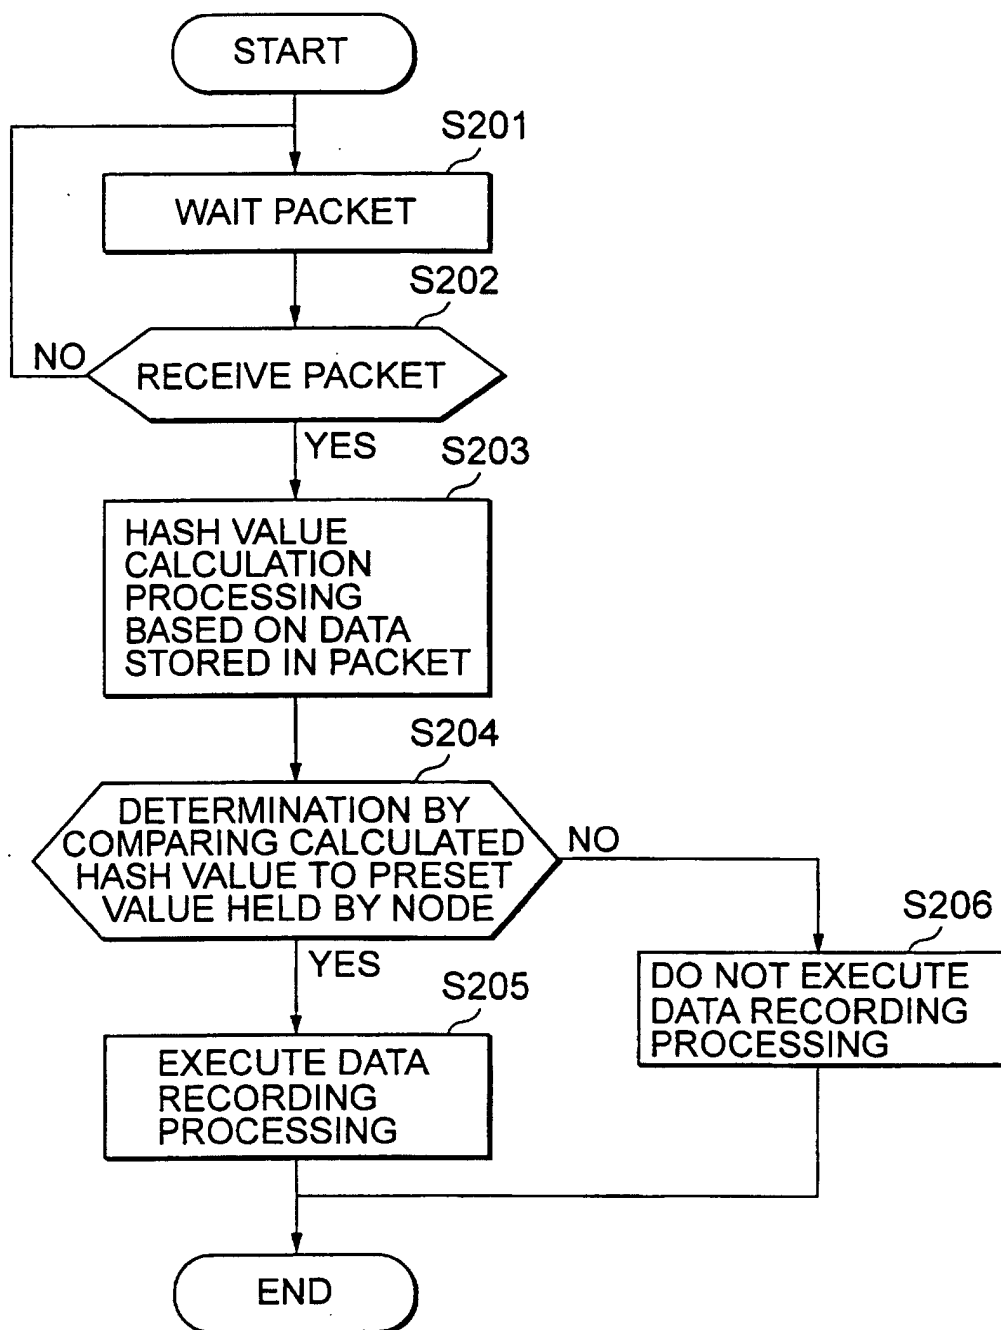 START
S201
WAIT PACKET
S202
NO
RECEIVE PACKET
YES
S203
HASH VALUE
CALCULATION
PROCESSING
BASED ON DATA
STORED IN PACKET
S204
DETERMINATION BY
COMPARING CALCULATED
HASH VALUE TO PRESET
VALUE HELD BY NODE
NO
YES
S205
EXECUTE DATA
RECORDING
PROCESSING
S206
DO NOT EXECUTE
DATA RECORDING
PROCESSING
END